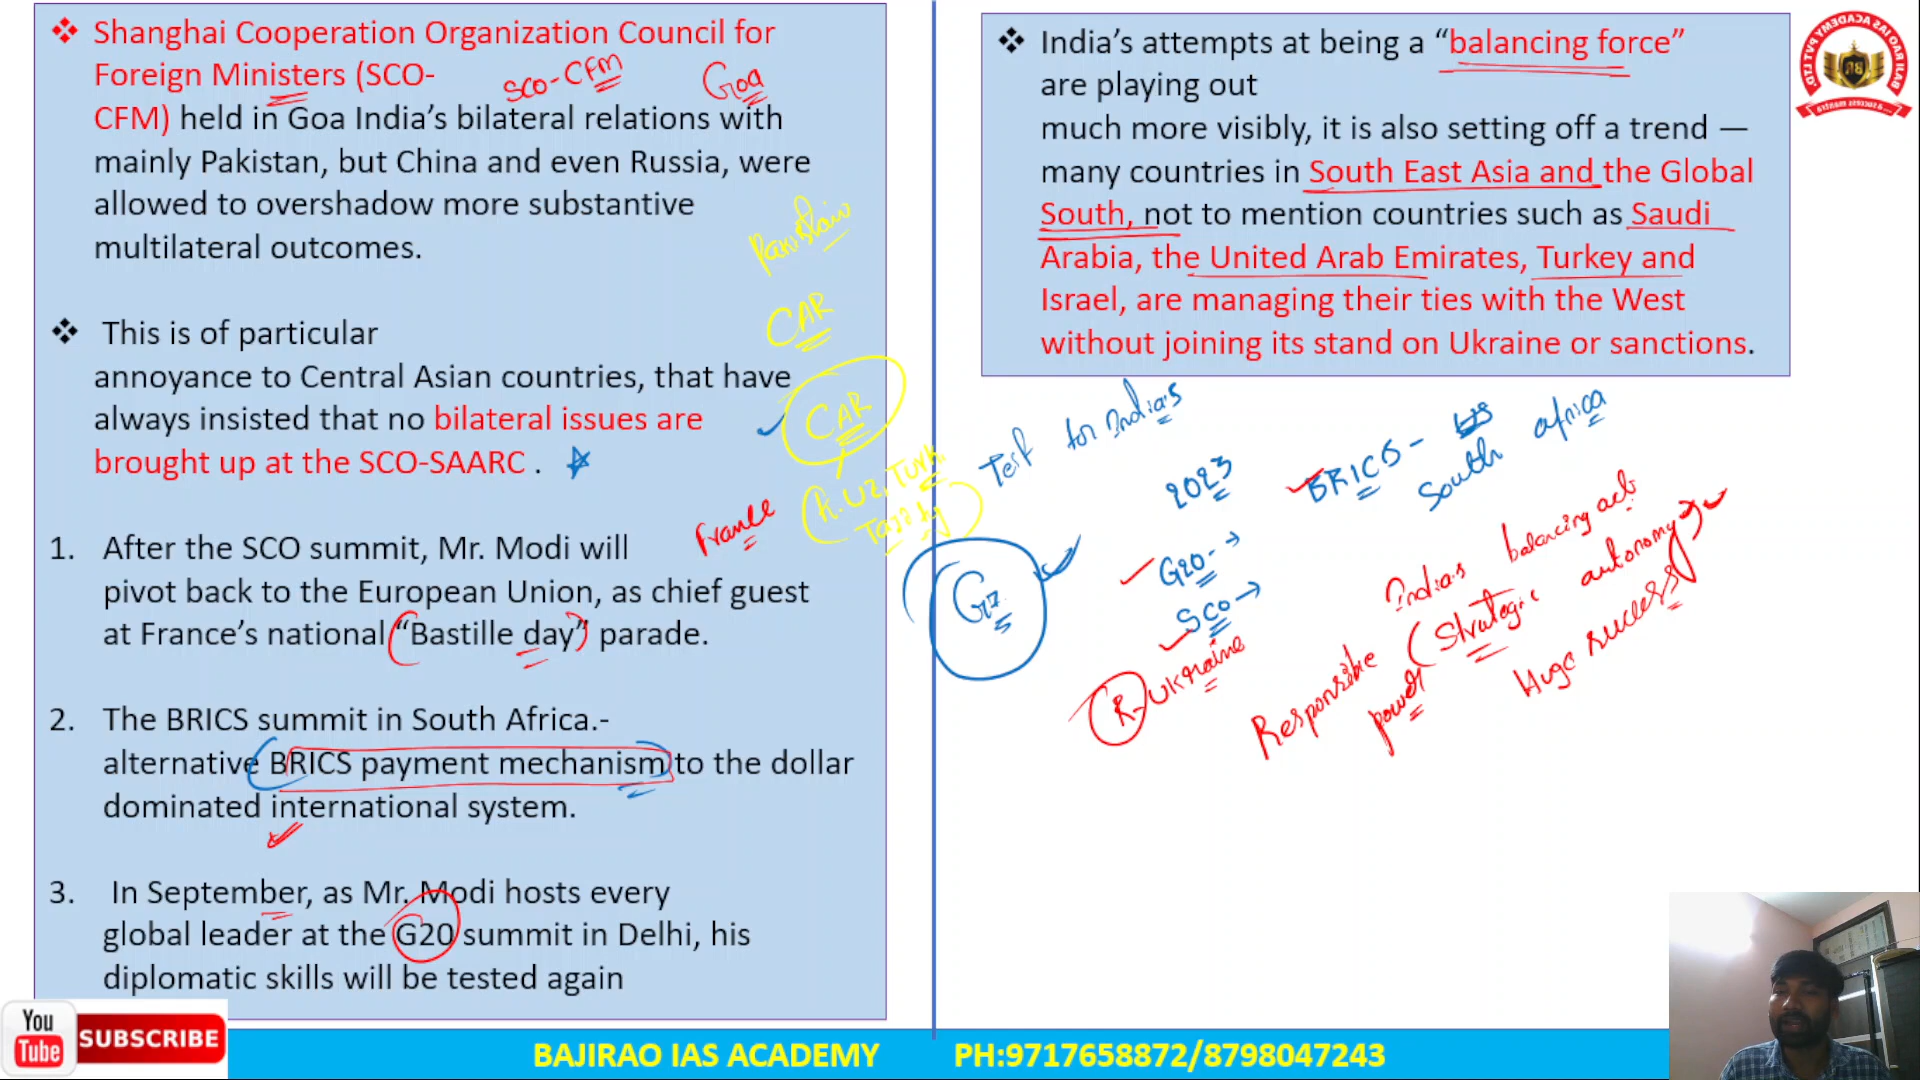 Shanghai Cooperation Organization Council for
Foreign Ministers (SCO-
CFM) held in Goa India's bilateral relations with
mainly Pakistan, but China and even Russia, were
allowed to overshadow more substantive
multilateral outcomes.
SCO-CFM
Goa
Pakistan
CAR
This is of particular
annoyance to Central Asian countries, that have
always insisted that no bilateral issues are
brought up at the SCO-SAARC .
CAR
K. UZ, Turk.
France
1. After the SCO summit, Mr. Modi will
pivot back to the European Union, as chief guest
at France's national "Bastille day" parade.
2. The BRICS summit in South Africa.-
alternative BRICS payment mechanism to the dollar
dominated international system.
3. In September, as Mr. Modi hosts every
global leader at the G20 summit in Delhi, his
diplomatic skills will be tested again
India's attempts at being a "balancing force"
are playing out
much more visibly, it is also setting off a trend —
many countries in South East Asia and the Global
South, not to mention countries such as Saudi
Arabia, the United Arab Emirates, Turkey and
Israel, are managing their ties with the West
without joining its stand on Ukraine or sanctions.
Test for India's
2023
BRICS -
South africa
G7
G20-→
SCO→
R-Ukraine
India's balancing act
Responsible power
(Strategic autonomy)
Huge success
BAJIRAO IAS ACADEMY PVT LTD.
You
Tube
SUBSCRIBE
BAJIRAO IAS ACADEMY PH:9717658872/8798047243